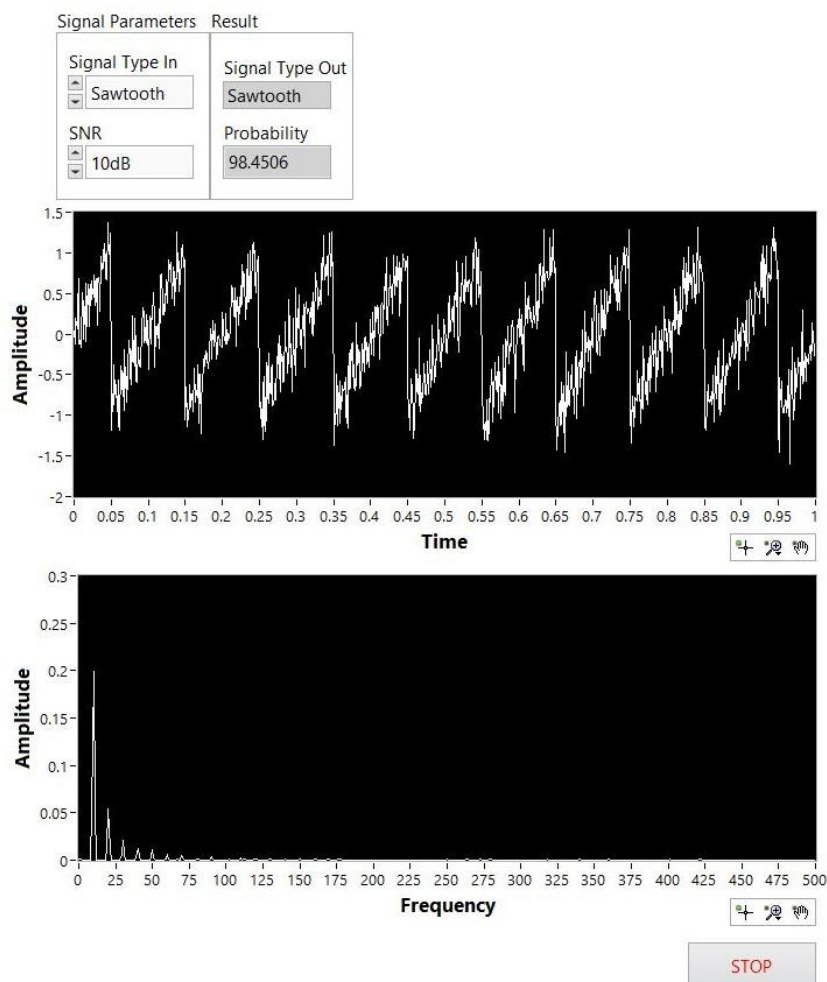 Signal Parameters Result
Signal Type In
Signal Type Out
Sawtooth
Sawtooth
SNR
Probability
10dB
98.4506
1.5
1
0.5
0
-0.5
-1
-1.5
-2
Amplitude
0 0.05 0.1 0.15 0.2 0.25 0.3 0.35 0.4 0.45 0.5 0.55 0.6 0.65 0.7 0.75 0.8 0.85 0.9 0.95 1
Time
0.3
0.25
0.2
0.15
0.1
0.05
0
Amplitude
0 25 50 75 100 125 150 175 200 225 250 275 300 325 350 375 400 425 450 475 500
Frequency
STOP